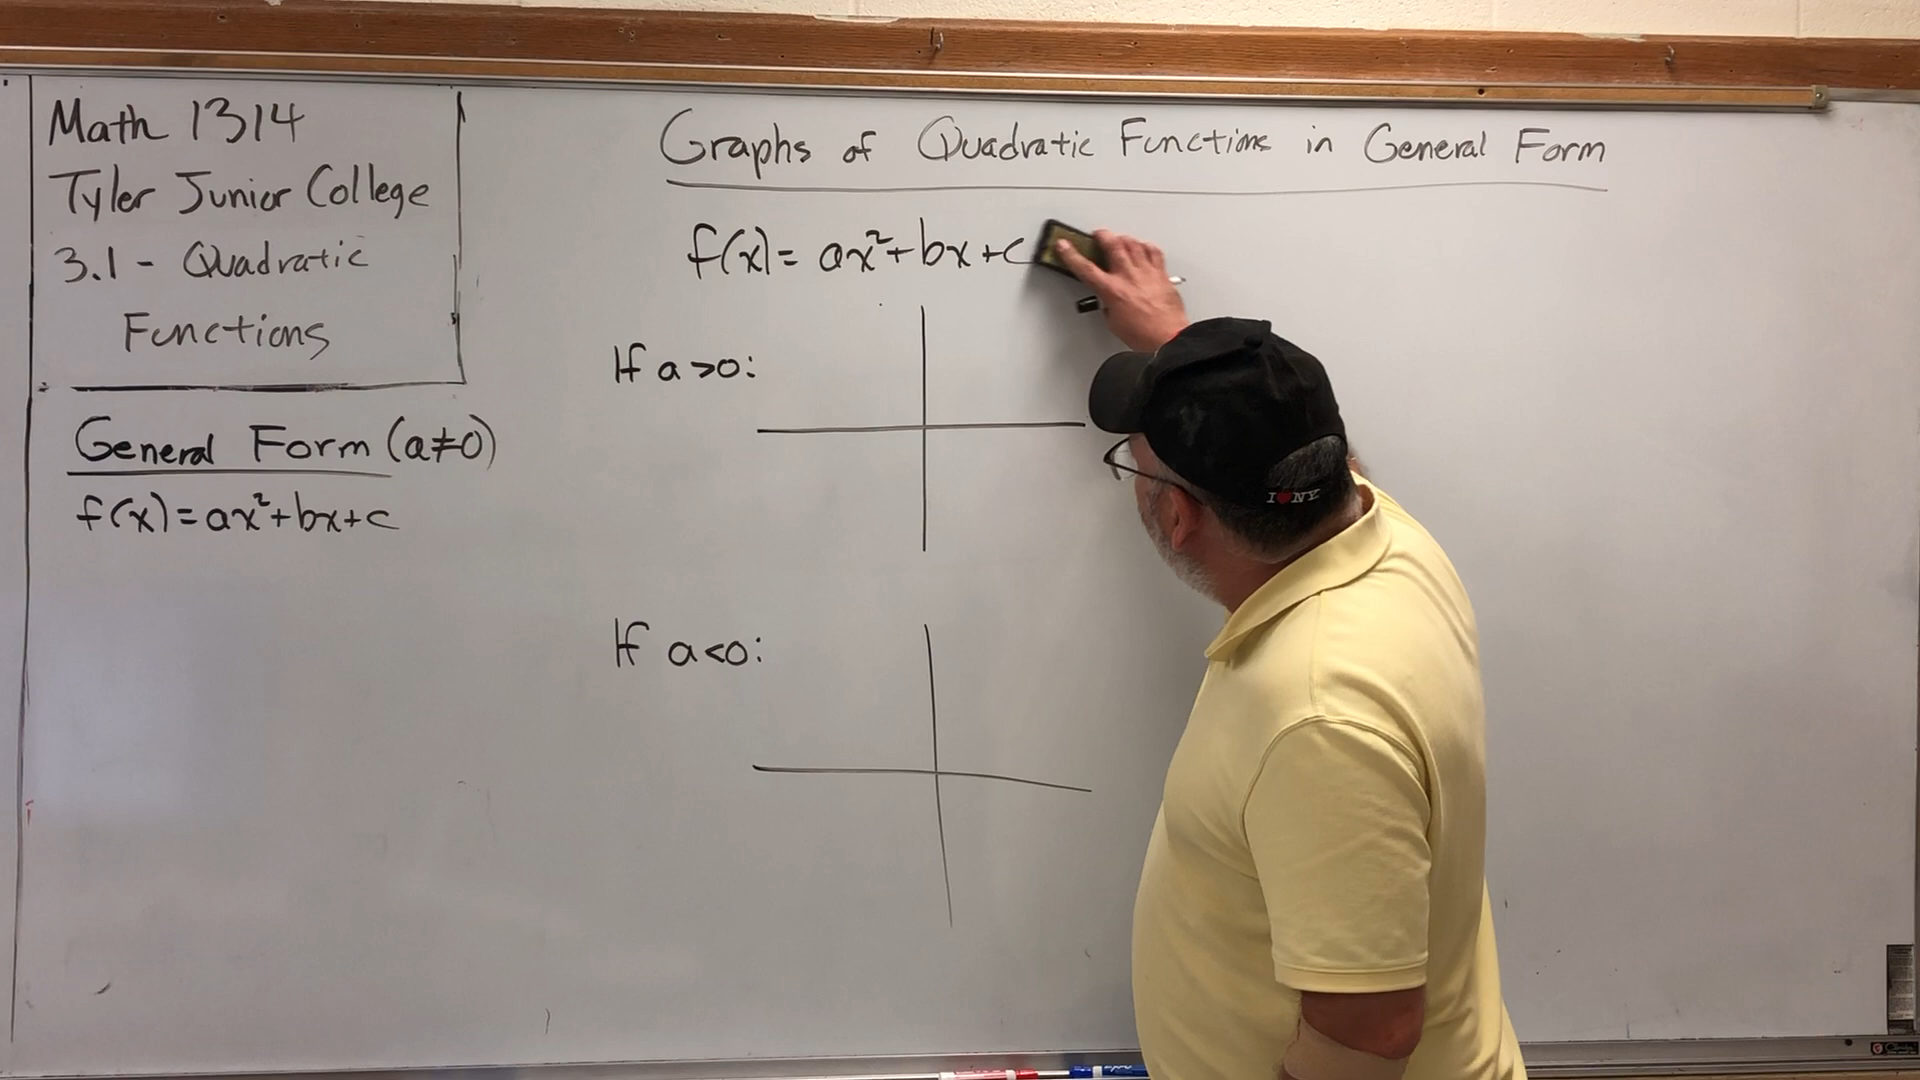 Math 1314
Tyler Junior College
3.1 - Quadratic
Functions
General Form (a≠0)
f(x)=ax²+bx+c
Graphs of Quadratic Functions in General Form
f(x)= ax²+bx+c
If a>0:
If a<0:
I ♥ NY